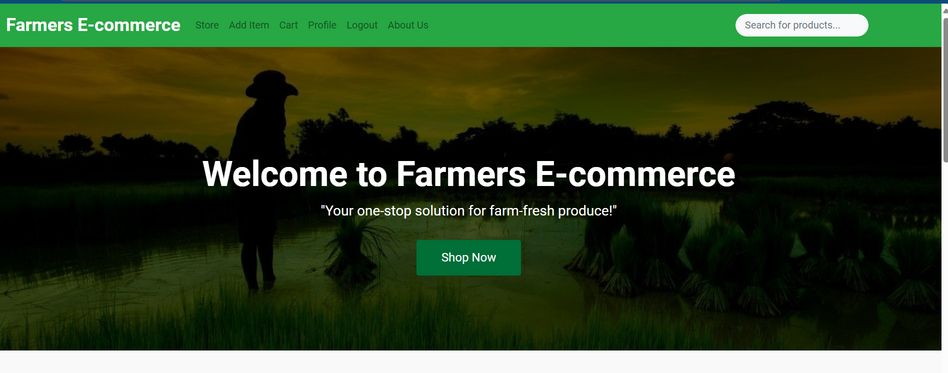 Farmers E-commerce Store Add Item Cart Profile Logout About Us Search for products...
Welcome to Farmers E-commerce
"Your one-stop solution for farm-fresh produce!"
Shop Now